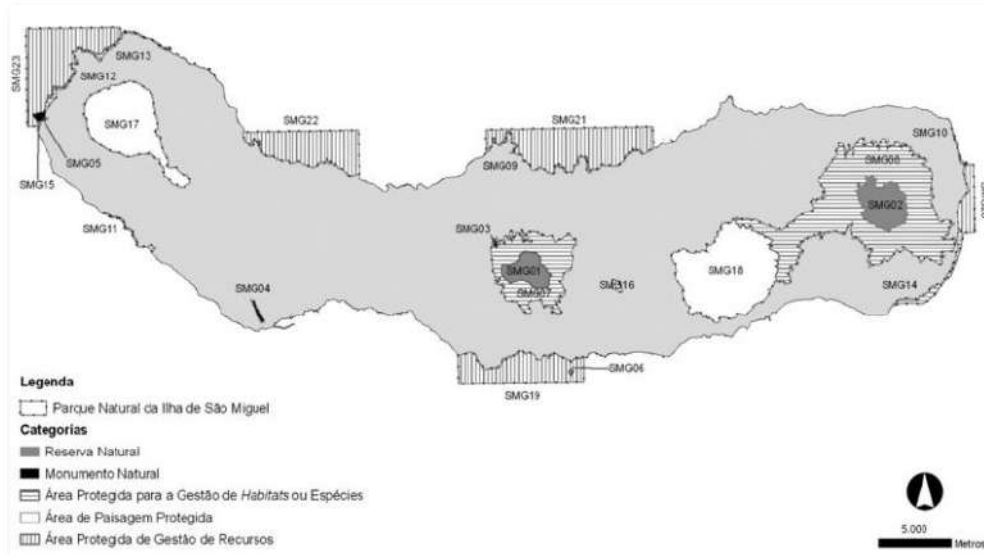 SMG23
SMG13
SMG12
SMG17
SMG05
SMG15
SMG11
SMG04
SMG22
SMG21
SMG09
SMG03
SMG01
SMG07
SMG16
SMG18
SMG10
SMG08
SMG02
SMG20
SMG14
SMG06
SMG19
Legenda
Parque Natural da Ilha de São Miguel
Categorias
Reserva Natural
Monumento Natural
Área Protegida para a Gestão de Habitats ou Espécies
Área de Paisagem Protegida
Área Protegida de Gestão de Recursos
5.000
Metros